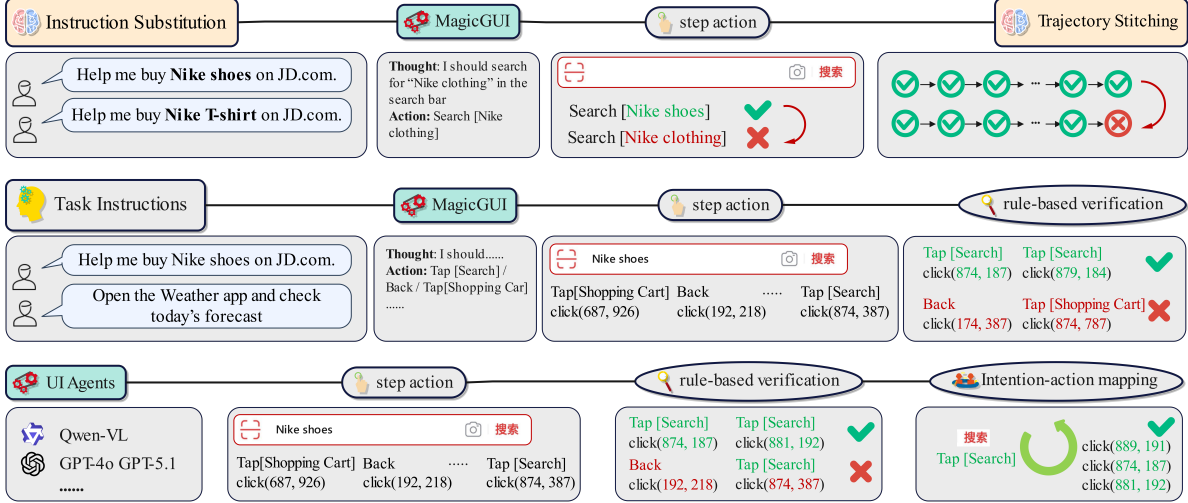 Instruction Substitution
MagicGUI
step action
Trajectory Stitching
Help me buy Nike shoes on JD.com.
Help me buy Nike T-shirt on JD.com.
Thought: I should search
for “Nike clothing” in the
search bar
Action: Search [Nike
clothing]
搜索
Search [Nike shoes]
Search [Nike clothing]
...
...
Task Instructions
MagicGUI
step action
rule-based verification
Help me buy Nike shoes on JD.com.
Open the Weather app and check
today’s forecast
Thought: I should......
Action: Tap [Search] /
Back / Tap[Shopping Car]
......
Nike shoes 搜索
Tap[Shopping Cart] Back ····· Tap [Search]
click(687, 926) click(192, 218) click(874, 387)
Tap [Search] Tap [Search]
click(874, 187) click(879, 184)
Back Tap [Shopping Cart]
click(174, 387) click(874, 787)
UI Agents
step action
rule-based verification
Intention-action mapping
Qwen-VL
GPT-4o GPT-5.1
......
Nike shoes 搜索
Tap[Shopping Cart] Back ····· Tap [Search]
click(687, 926) click(192, 218) click(874, 387)
Tap [Search] Tap [Search]
click(874, 187) click(881, 192)
Back Tap [Search]
click(192, 218) click(874, 387)
搜索
Tap [Search]
click(889, 191)
click(874, 187)
click(881, 192)